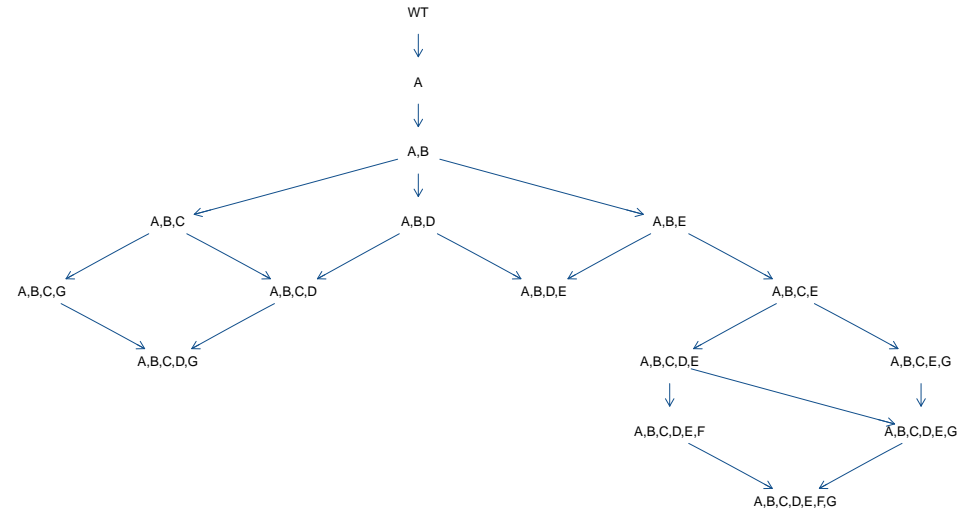 WT
A
A,B
A,B,C
A,B,D
A,B,E
A,B,C,G
A,B,C,D
A,B,D,E
A,B,C,E
A,B,C,D,G
A,B,C,D,E
A,B,C,E,G
A,B,C,D,E,F
A,B,C,D,E,G
A,B,C,D,E,F,G